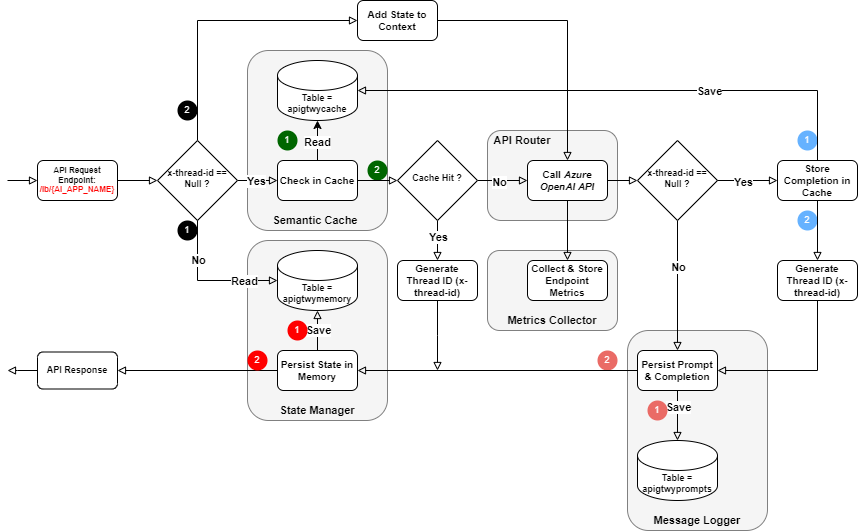 Add State to
Context
2
Table =
apigtwycache
Save
1
Read
1
2
API Router
API Request
Endpoint:
/lb/{AI_APP_NAME}
x-thread-id ==
Null ?
Yes
Check in Cache
Cache Hit ?
No
Call Azure
OpenAI API
x-thread-id ==
Null ?
Yes
Store
Completion in
Cache
Semantic Cache
1
2
Yes
No
No
Read
Table =
apigtwymemory
Generate
Thread ID (x-
thread-id)
Collect & Store
Endpoint
Metrics
Generate
Thread ID (x-
thread-id)
Metrics Collector
1
Save
API Response
2
Persist State in
Memory
2
Persist Prompt
& Completion
State Manager
1
Save
Table =
apigtwyprompts
Message Logger